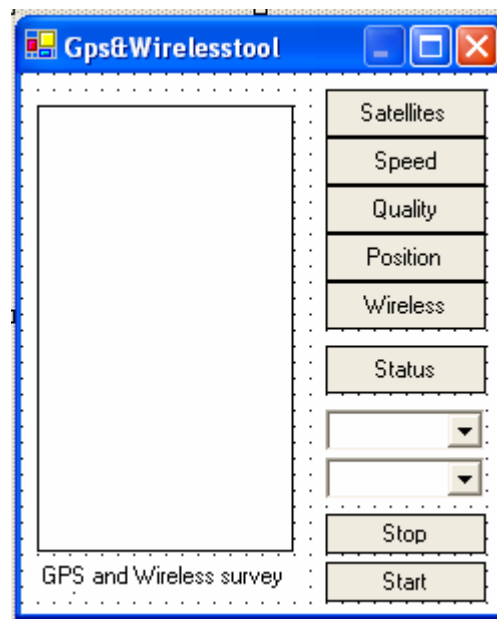 Gps&Wirelesstool
Satellites
Speed
Quality
Position
Wireless
Status
Stop
GPS and Wireless survey
Start